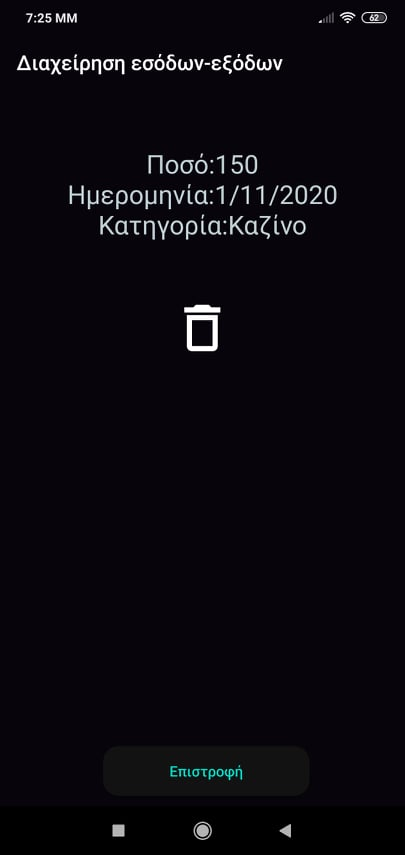 7:25 ΜΜ
62
Διαχείρηση εσόδων-εξόδων
Ποσό:150
Ημερομηνία:1/11/2020
Κατηγορία:Καζίνο
Επιστροφή